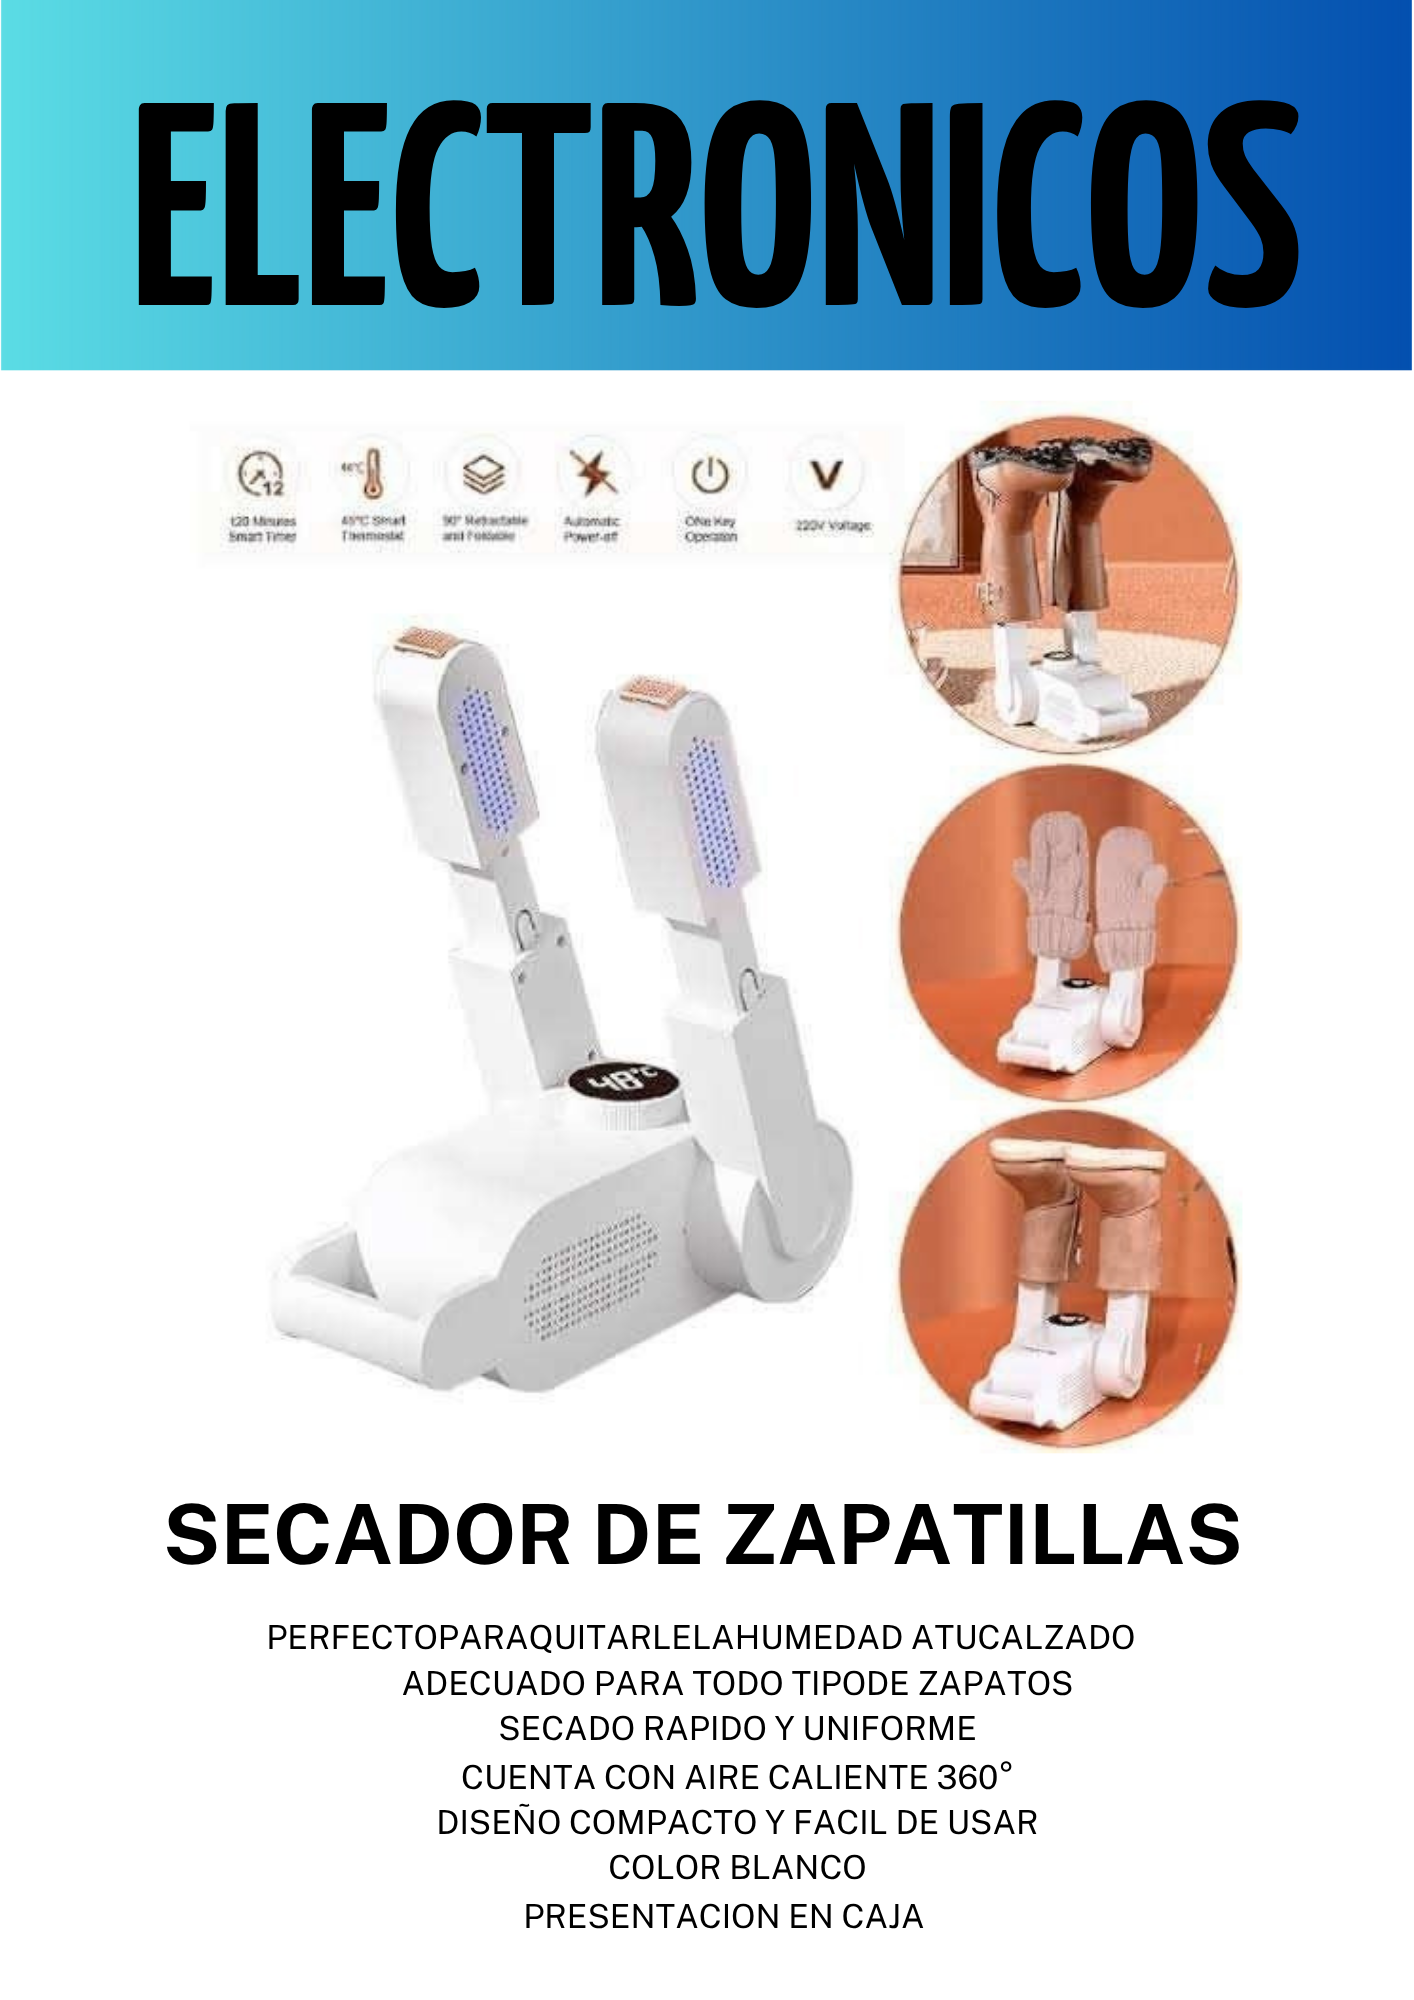 ELECTRONICOS
12
120 Minutes
Smart Timer
45°C Smart
Thermostat
90° Retractable
and Foldable
Automatic
Power-off
ONe Key
Operation
V
220V Voltage
48°C
SECADOR DE ZAPATILLAS
PERFECTOPARAQUITARLELAHUMEDAD ATUCALZADO
ADECUADO PARA TODO TIPODE ZAPATOS
SECADO RAPIDO Y UNIFORME
CUENTA CON AIRE CALIENTE 360°
DISEÑO COMPACTO Y FACIL DE USAR
COLOR BLANCO
PRESENTACION EN CAJA